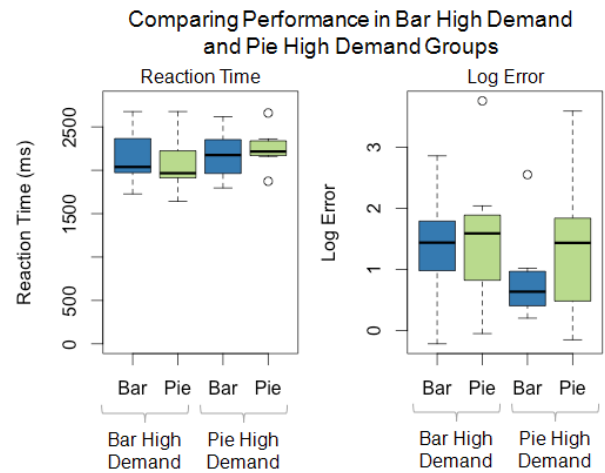 Comparing Performance in Bar High Demand
and Pie High Demand Groups
Reaction Time
Reaction Time (ms)
2500
1500
500
0
Bar Pie Bar Pie
Bar High
Demand
Pie High
Demand
Log Error
Log Error
3
2
1
0
Bar Pie Bar Pie
Bar High
Demand
Pie High
Demand